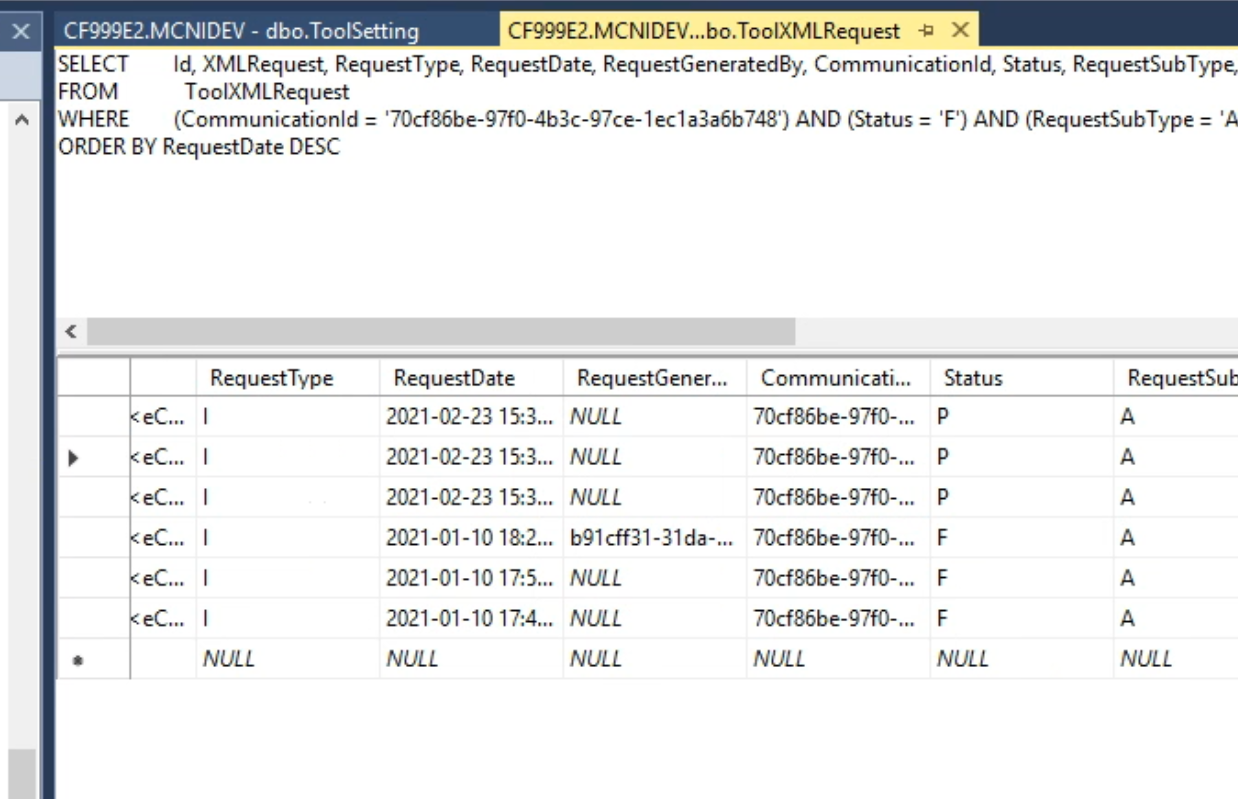 CF999E2.MCNIDEV - dbo.ToolSetting CF999E2.MCNIDEV...bo.ToolXMLRequest
SELECT Id, XMLRequest, RequestType, RequestDate, RequestGeneratedBy, CommunicationId, Status, RequestSubType,
FROM ToolXMLRequest
WHERE (CommunicationId = '70cf86be-97f0-4b3c-97ce-1ec1a3a6b748') AND (Status = 'F') AND (RequestSubType = 'A
ORDER BY RequestDate DESC
RequestType RequestDate RequestGener... Communicati... Status RequestSub
<eC... I 2021-02-23 15:3... NULL 70cf86be-97f0-... P A
<eC... I 2021-02-23 15:3... NULL 70cf86be-97f0-... P A
<eC... I 2021-02-23 15:3... NULL 70cf86be-97f0-... P A
<eC... I 2021-01-10 18:2... b91cff31-31da-... 70cf86be-97f0-... F A
<eC... I 2021-01-10 17:5... NULL 70cf86be-97f0-... F A
<eC... I 2021-01-10 17:4... NULL 70cf86be-97f0-... F A
NULL NULL NULL NULL NULL NULL